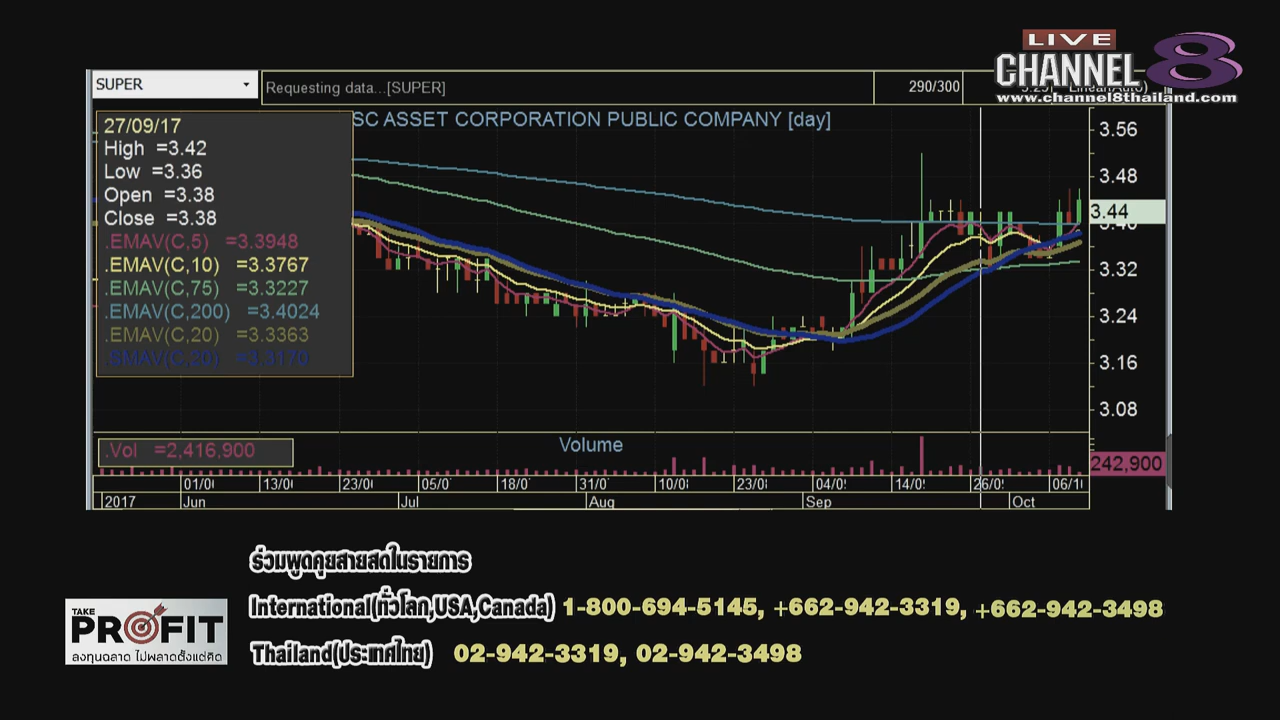 LIVE
CHANNEL 8
www.channel8thailand.com
SUPER
Requesting data...[SUPER]
290/300
SC ASSET CORPORATION PUBLIC COMPANY [day]
27/09/17
High =3.42
Low =3.36
Open =3.38
Close =3.38
.EMAV(C,5) =3.3948
.EMAV(C,10) =3.3767
.EMAV(C,75) =3.3227
.EMAV(C,200) =3.4024
.EMAV(C,20) =3.3363
.SMAV(C,20) =3.3170
3.56
3.48
3.44
3.40
3.32
3.24
3.16
3.08
.Vol =2,416,900
Volume
242,900
01/0 13/0 23/0 05/0 18/0 31/0 10/0 23/0 04/0 14/0 26/0 06/1
2017 Jun Jul Aug Sep Oct
ร่วมพูดคุยสายสดในรายการ
International(ทั่วโลก,USA,Canada) 1-800-694-5145, +662-942-3319, +662-942-3498
Thailand(ประเทศไทย) 02-942-3319, 02-942-3498
TAKE
PROFIT
ลงทุนฉลาด ไม่พลาดตั้งแต่คิด